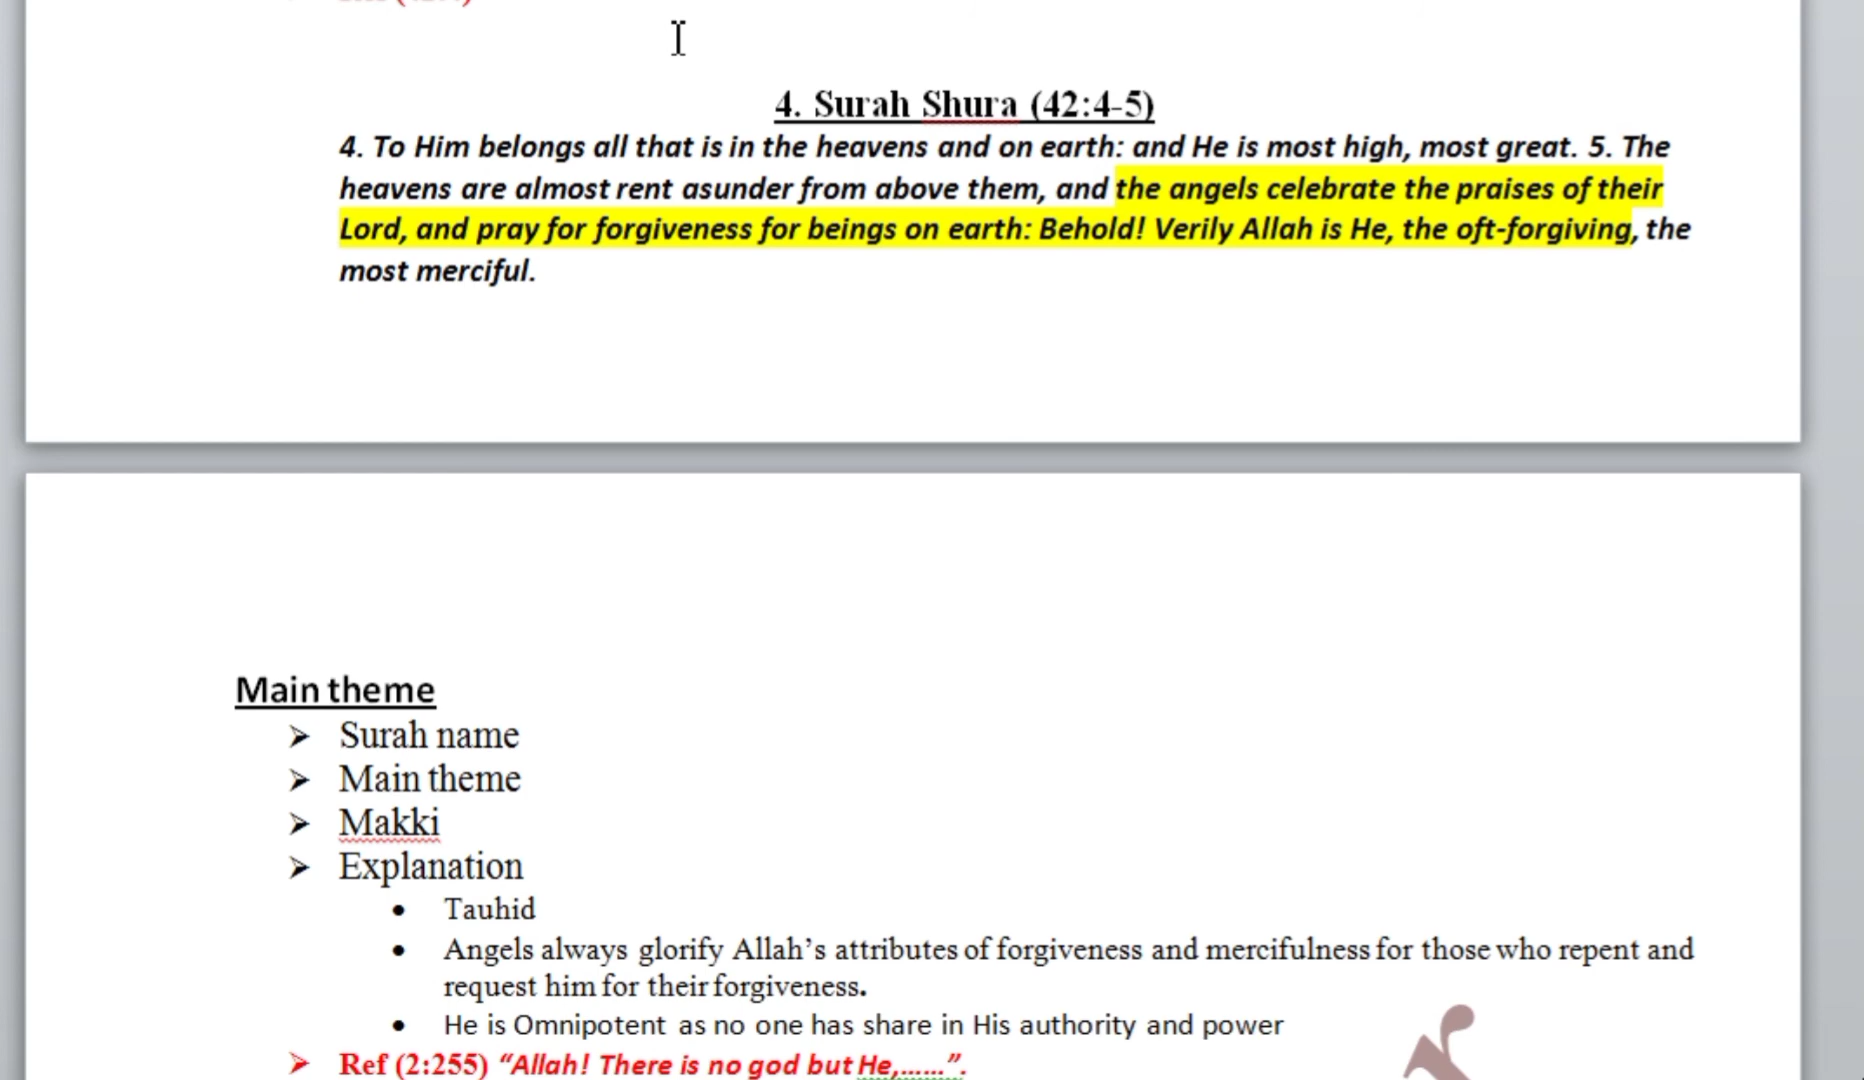 4. Surah Shura (42:4-5)
4. To Him belongs all that is in the heavens and on earth: and He is most high, most great. 5. The
heavens are almost rent asunder from above them, and the angels celebrate the praises of their
Lord, and pray for forgiveness for beings on earth: Behold! Verily Allah is He, the oft-forgiving, the
most merciful.
Main theme
➢ Surah name
➢ Main theme
➢ Makki
➢ Explanation
• Tauhid
• Angels always glorify Allah’s attributes of forgiveness and mercifulness for those who repent and
request him for their forgiveness.
• He is Omnipotent as no one has share in His authority and power
➢ Ref (2:255) “Allah! There is no god but He,......”.